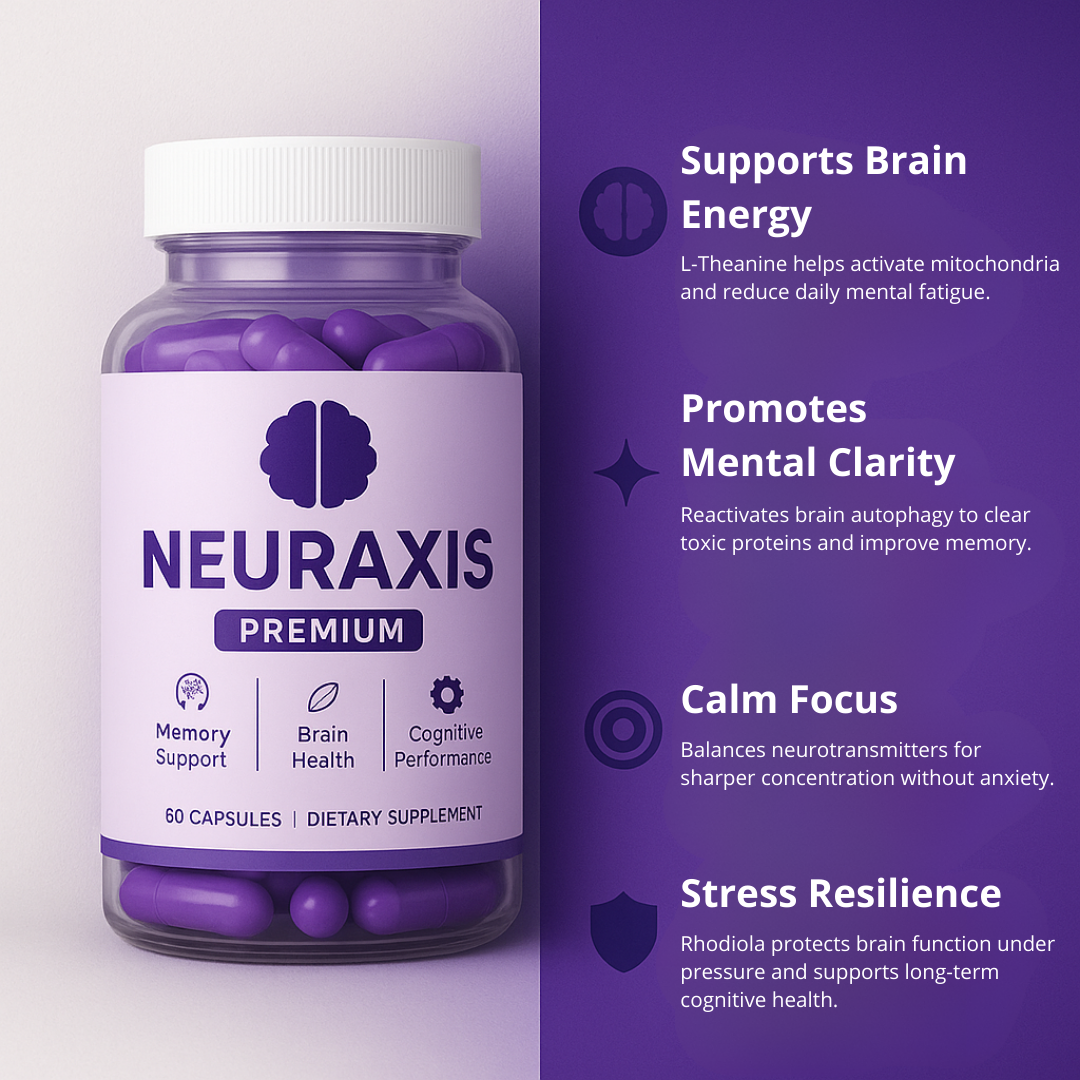 NEURAXIS
PREMIUM
Memory
Support
Brain
Health
Cognitive
Performance
60 CAPSULES | DIETARY SUPPLEMENT
Supports Brain
Energy
L-Theanine helps activate mitochondria
and reduce daily mental fatigue.
Promotes
Mental Clarity
Reactivates brain autophagy to clear
toxic proteins and improve memory.
Calm Focus
Balances neurotransmitters for
sharper concentration without anxiety.
Stress Resilience
Rhodiola protects brain function under
pressure and supports long-term
cognitive health.